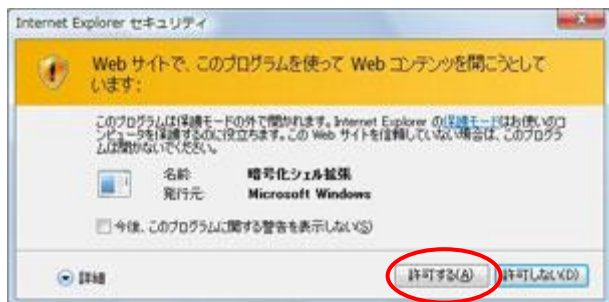 Internet Explorer セキュリティ
Web サイトで、このプログラムを使って Web コンテンツを開こうとして
います:
このプログラムは保護モードの外で開かれます。Internet Explorer の保護モードはお使いのコ
ンピュータを保護するのに役立ちます。この Web サイトを信頼していない場合は、このプログラ
ムは開かないでください。
名前 暗号化シェル拡張
発行元 Microsoft Windows
今後、このプログラムに関する警告を表示しない(S)
詳細 許可する(A) 許可しない(D)